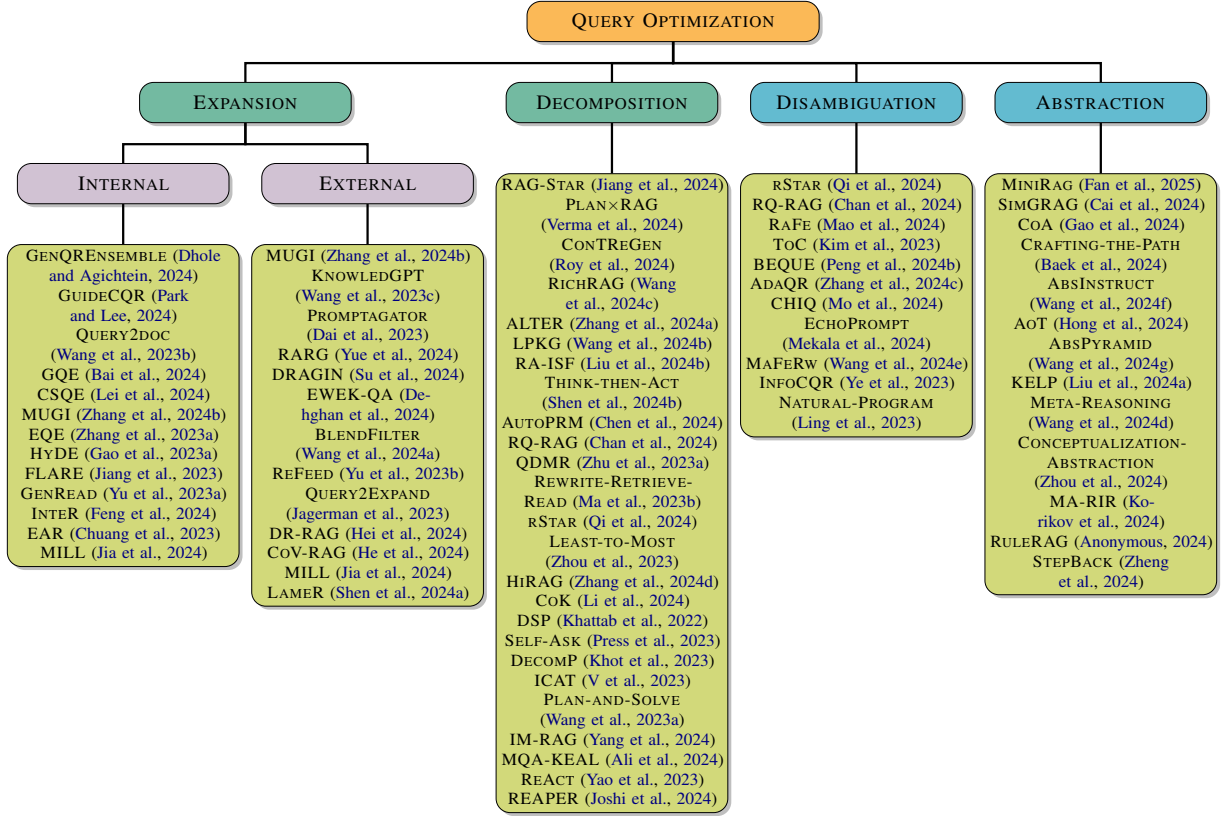 QUERY OPTIMIZATION
EXPANSION
DECOMPOSITION
DISAMBIGUATION
ABSTRACTION
INTERNAL
EXTERNAL
GENQRENSEMBLE (Dhole
and Agichtein, 2024)
GUIDECQR (Park
and Lee, 2024)
QUERY2DOC
(Wang et al., 2023b)
GQE (Bai et al., 2024)
CSQE (Lei et al., 2024)
MUGI (Zhang et al., 2024b)
EQE (Zhang et al., 2023a)
HYDE (Gao et al., 2023a)
FLARE (Jiang et al., 2023)
GENREAD (Yu et al., 2023a)
INTER (Feng et al., 2024)
EAR (Chuang et al., 2023)
MILL (Jia et al., 2024)
MUGI (Zhang et al., 2024b)
KNOWLEDGPT
(Wang et al., 2023c)
PROMPTAGATOR
(Dai et al., 2023)
RARG (Yue et al., 2024)
DRAGIN (Su et al., 2024)
EWEK-QA (De-
hghan et al., 2024)
BLENDFILTER
(Wang et al., 2024a)
REFEED (Yu et al., 2023b)
QUERY2EXPAND
(Jagerman et al., 2023)
DR-RAG (Hei et al., 2024)
COV-RAG (He et al., 2024)
MILL (Jia et al., 2024)
LAMER (Shen et al., 2024a)
RAG-STAR (Jiang et al., 2024)
PLAN×RAG
(Verma et al., 2024)
CONTREGEN
(Roy et al., 2024)
RICHRAG (Wang
et al., 2024c)
ALTER (Zhang et al., 2024a)
LPKG (Wang et al., 2024b)
RA-ISF (Liu et al., 2024b)
THINK-THEN-ACT
(Shen et al., 2024b)
AUTOPRM (Chen et al., 2024)
RQ-RAG (Chan et al., 2024)
QDMR (Zhu et al., 2023a)
REWRITE-RETRIEVE-
READ (Ma et al., 2023b)
RSTAR (Qi et al., 2024)
LEAST-TO-MOST
(Zhou et al., 2023)
HIRAG (Zhang et al., 2024d)
COK (Li et al., 2024)
DSP (Khattab et al., 2022)
SELF-ASK (Press et al., 2023)
DECOMP (Khot et al., 2023)
ICAT (V et al., 2023)
PLAN-AND-SOLVE
(Wang et al., 2023a)
IM-RAG (Yang et al., 2024)
MQA-KEAL (Ali et al., 2024)
REACT (Yao et al., 2023)
REAPER (Joshi et al., 2024)
RSTAR (Qi et al., 2024)
RQ-RAG (Chan et al., 2024)
RAFE (Mao et al., 2024)
TOC (Kim et al., 2023)
BEQUE (Peng et al., 2024b)
ADAQR (Zhang et al., 2024c)
CHIQ (Mo et al., 2024)
ECHOPROMPT
(Mekala et al., 2024)
MAFERW (Wang et al., 2024e)
INFOCQR (Ye et al., 2023)
NATURAL-PROGRAM
(Ling et al., 2023)
MINIRAG (Fan et al., 2025)
SIMGRAG (Cai et al., 2024)
COA (Gao et al., 2024)
CRAFTING-THE-PATH
(Baek et al., 2024)
ABSINSTRUCT
(Wang et al., 2024f)
AOT (Hong et al., 2024)
ABSPYRAMID
(Wang et al., 2024g)
KELP (Liu et al., 2024a)
META-REASONING
(Wang et al., 2024d)
CONCEPTUALIZATION-
ABSTRACTION
(Zhou et al., 2024)
MA-RIR (Ko-
rikov et al., 2024)
RULERAG (Anonymous, 2024)
STEPBACK (Zheng
et al., 2024)